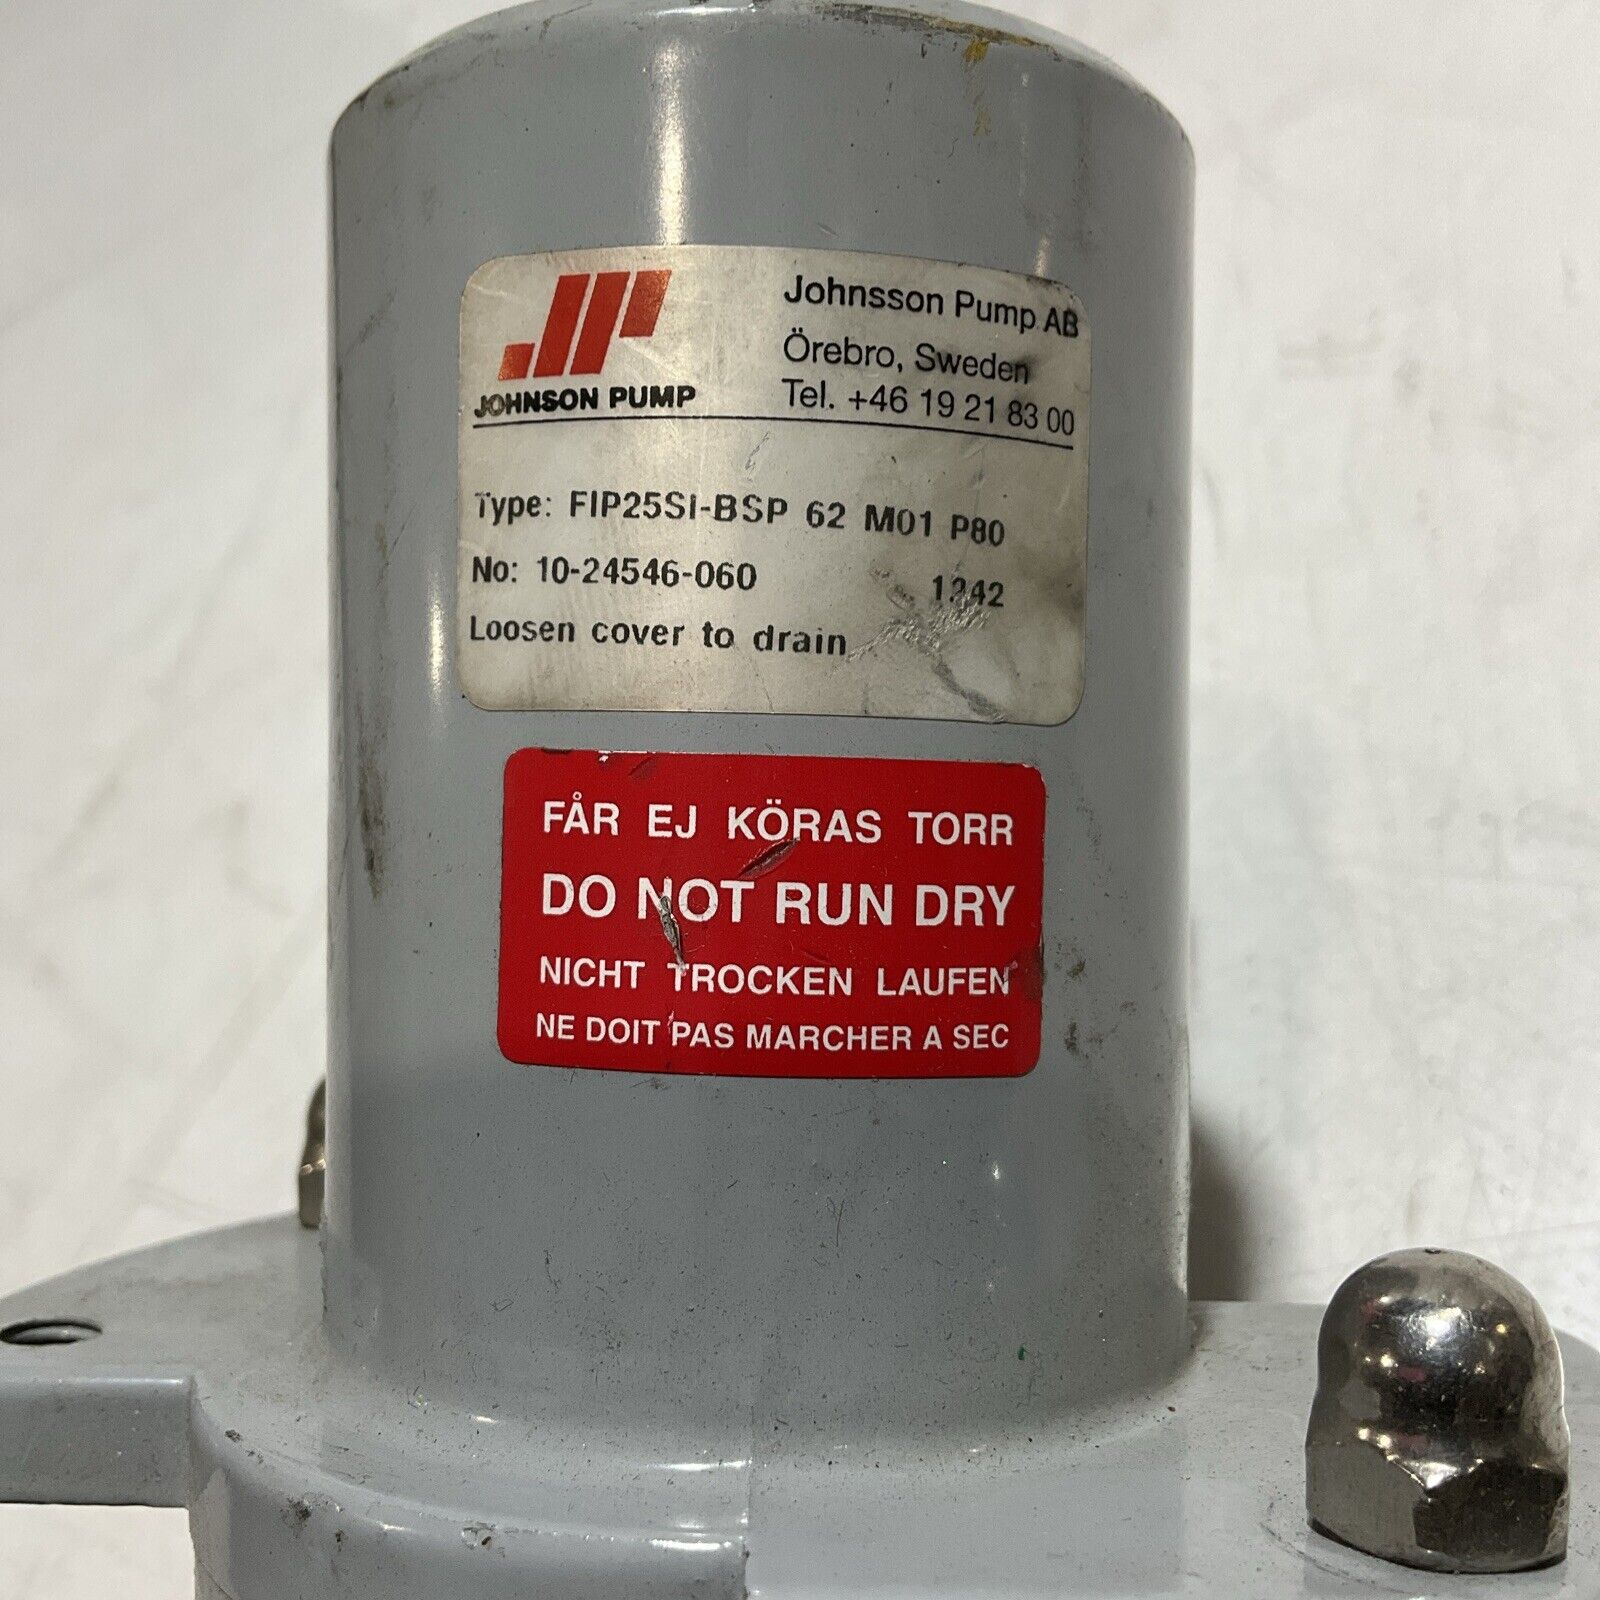 JOHNSON PUMP
Johnsson Pump AB
Örebro, Sweden
Tel. +46 19 21 83 00
Type: FIP25SI-BSP 62 M01 P80
No: 10-24546-060
Loosen cover to drain
FÅR EJ KÖRAS TORR
DO NOT RUN DRY
NICHT TROCKEN LAUFEN
NE DOIT PAS MARCHER A SEC